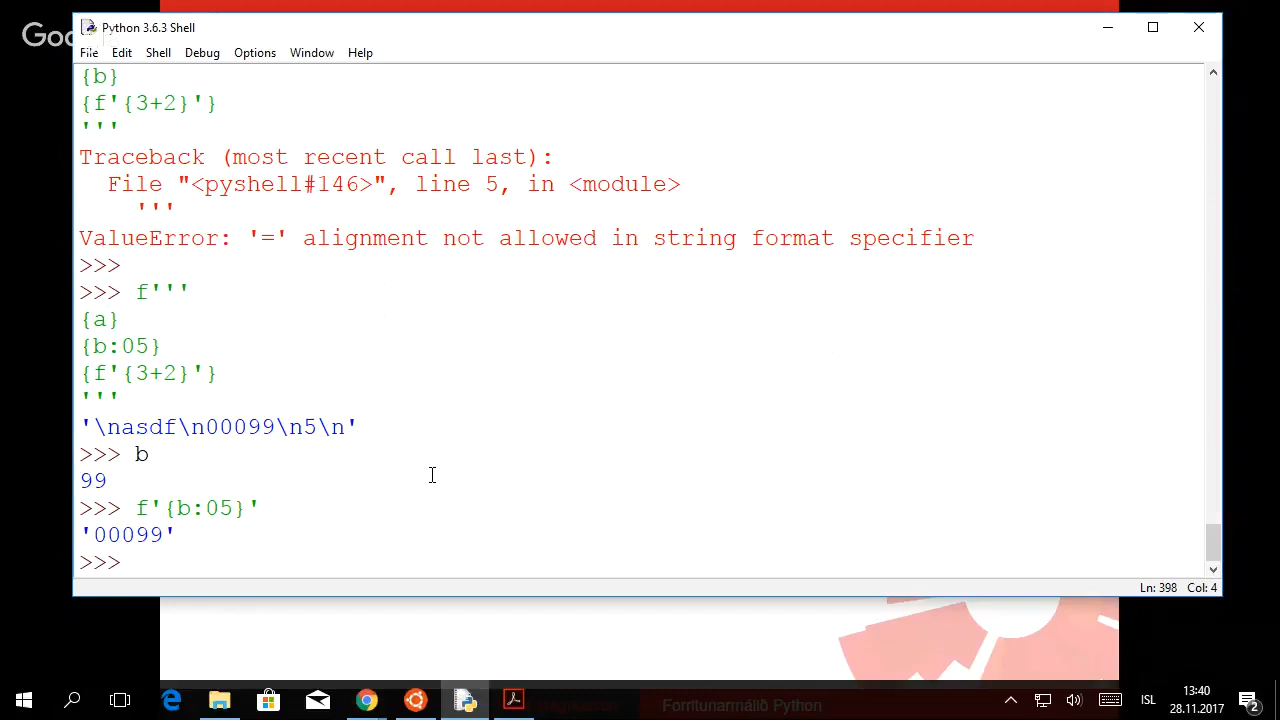 Python 3.6.3 Shell
Goo
File Edit Shell Debug Options Window Help
{b}
{f'{3+2}'}
'''
Traceback (most recent call last):
  File "<pyshell#146>", line 5, in <module>
    '''
ValueError: '=' alignment not allowed in string format specifier
>>>
>>> f'''
{a}
{b:05}
{f'{3+2}'}
'''
'\nasdf\n00099\n5\n'
>>> b
99
>>> f'{b:05}'
'00099'
>>>
Ln: 398 Col: 4
Forritunarmálið Python
ISL
13:40
28.11.2017
2